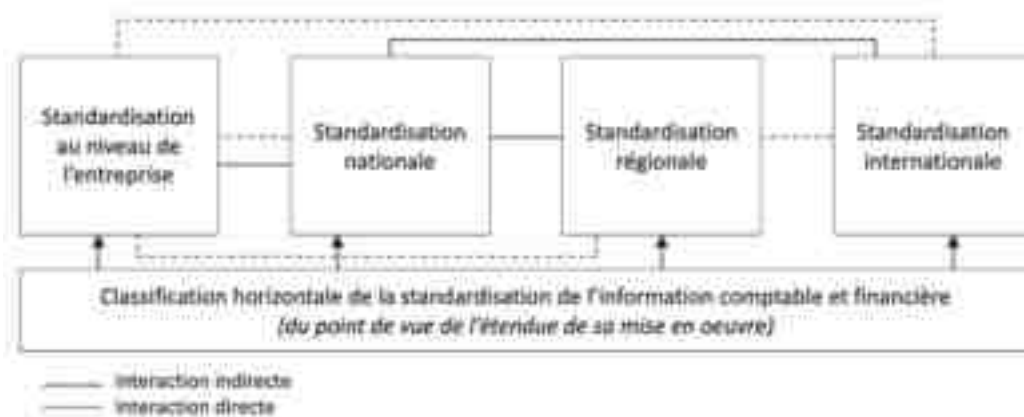 Standardisation
au niveau de
l'entreprise
Standardisation
nationale
Standardisation
régionale
Standardisation
internationale
Classification horizontale de la standardisation de l'information comptable et financière
(du point de vue de l'étendue de sa mise en oeuvre)
Interaction indirecte
Interaction directe